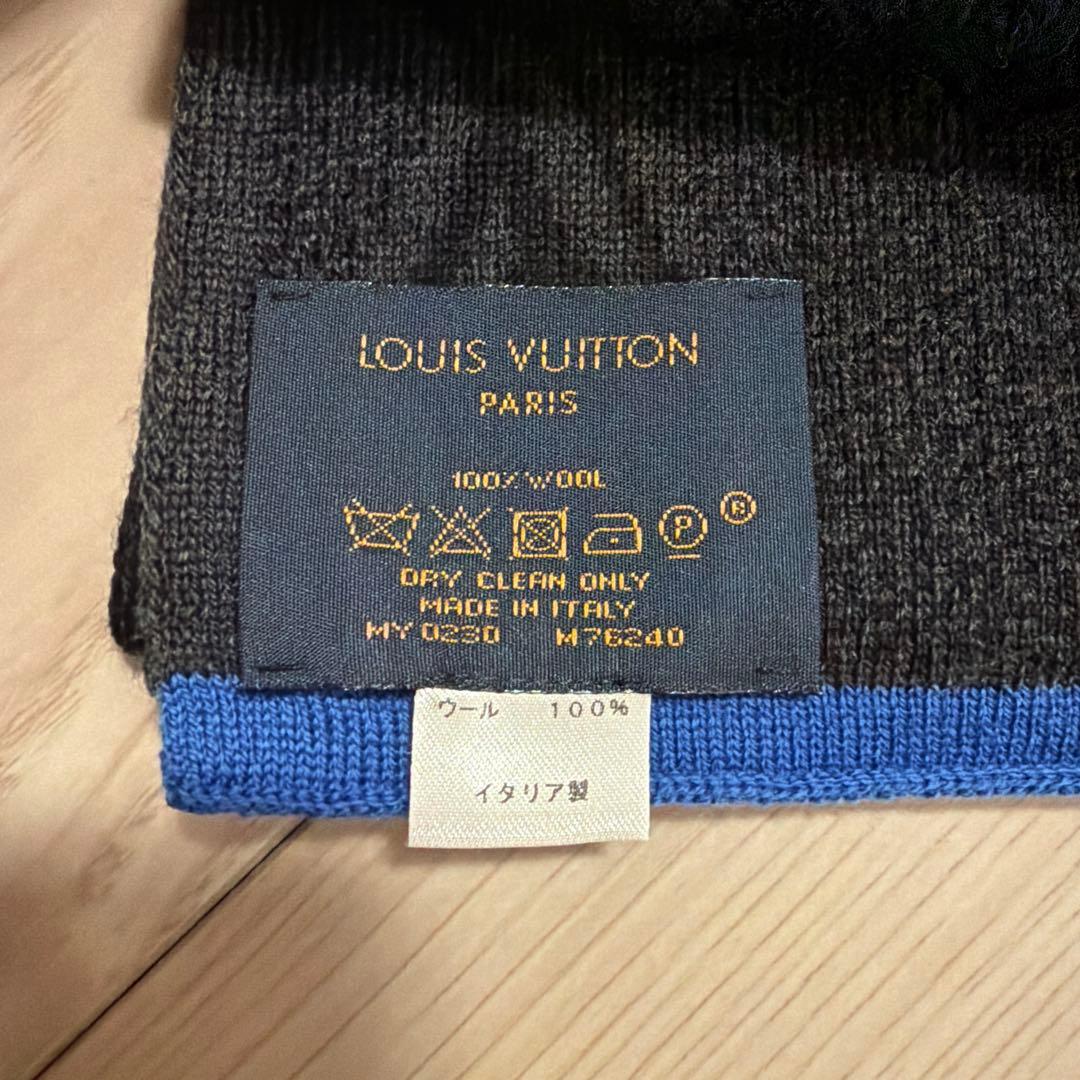 LOUIS VUITTON
PARIS
100% WOOL
P ®
DRY CLEAN ONLY
MADE IN ITALY
MY 0230 M76240
ウール 100%
イタリア製